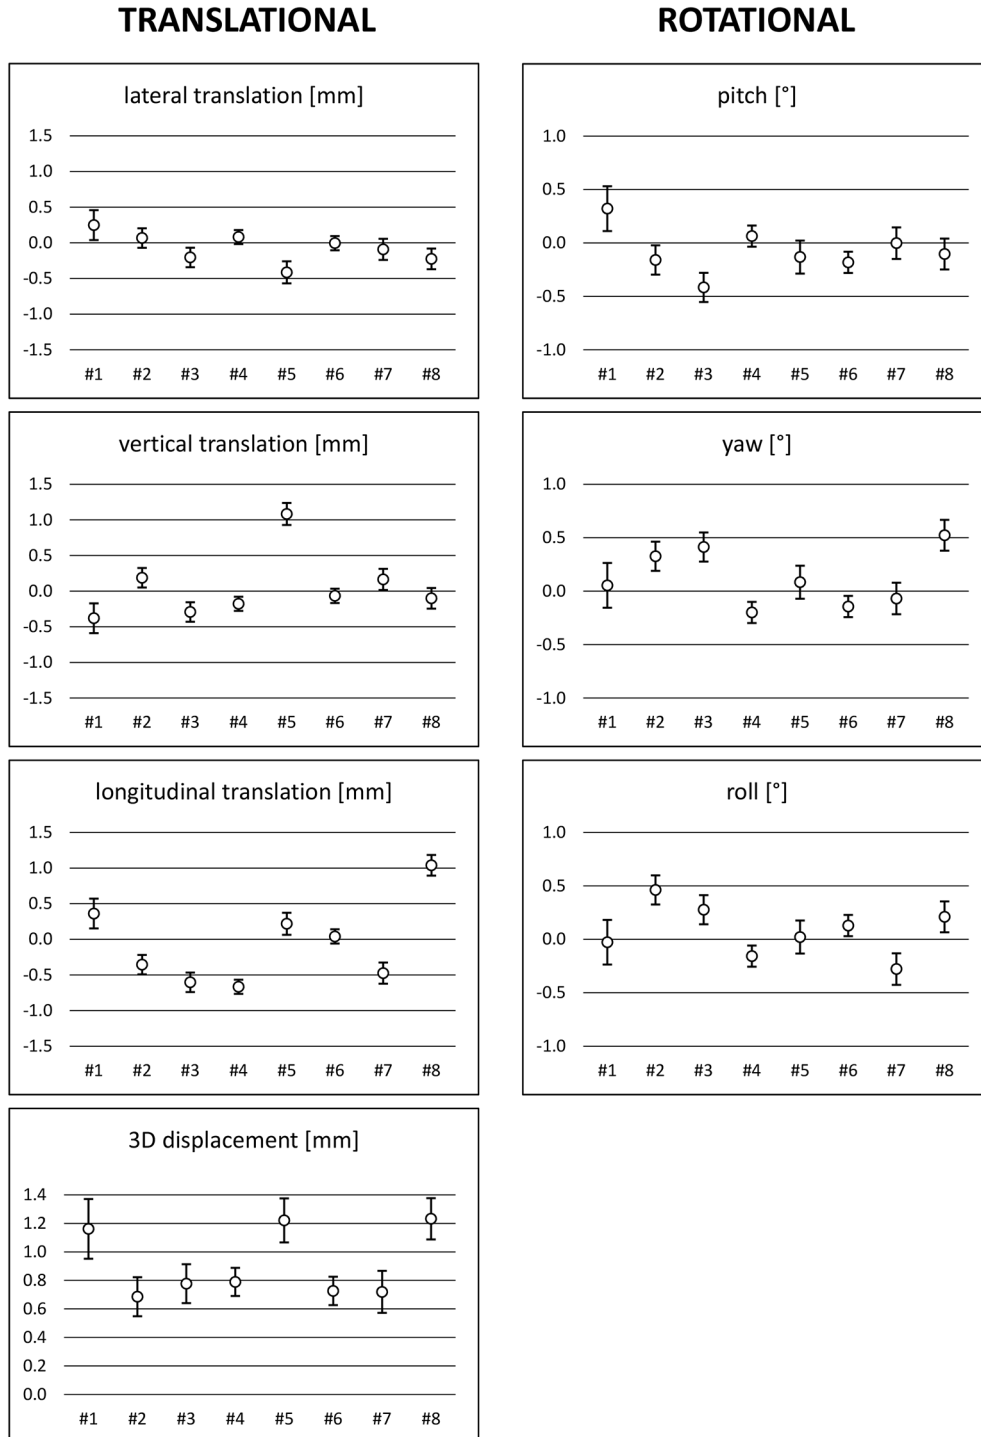 TRANSLATIONAL
ROTATIONAL
lateral translation [mm]
1.5
1.0
0.5
0.0
-0.5
-1.0
-1.5
#1 #2 #3 #4 #5 #6 #7 #8
pitch [°]
1.0
0.5
0.0
-0.5
-1.0
#1 #2 #3 #4 #5 #6 #7 #8
vertical translation [mm]
1.5
1.0
0.5
0.0
-0.5
-1.0
-1.5
#1 #2 #3 #4 #5 #6 #7 #8
yaw [°]
1.0
0.5
0.0
-0.5
-1.0
#1 #2 #3 #4 #5 #6 #7 #8
longitudinal translation [mm]
1.5
1.0
0.5
0.0
-0.5
-1.0
-1.5
#1 #2 #3 #4 #5 #6 #7 #8
roll [°]
1.0
0.5
0.0
-0.5
-1.0
#1 #2 #3 #4 #5 #6 #7 #8
3D displacement [mm]
1.4
1.2
1.0
0.8
0.6
0.4
0.2
0.0
#1 #2 #3 #4 #5 #6 #7 #8